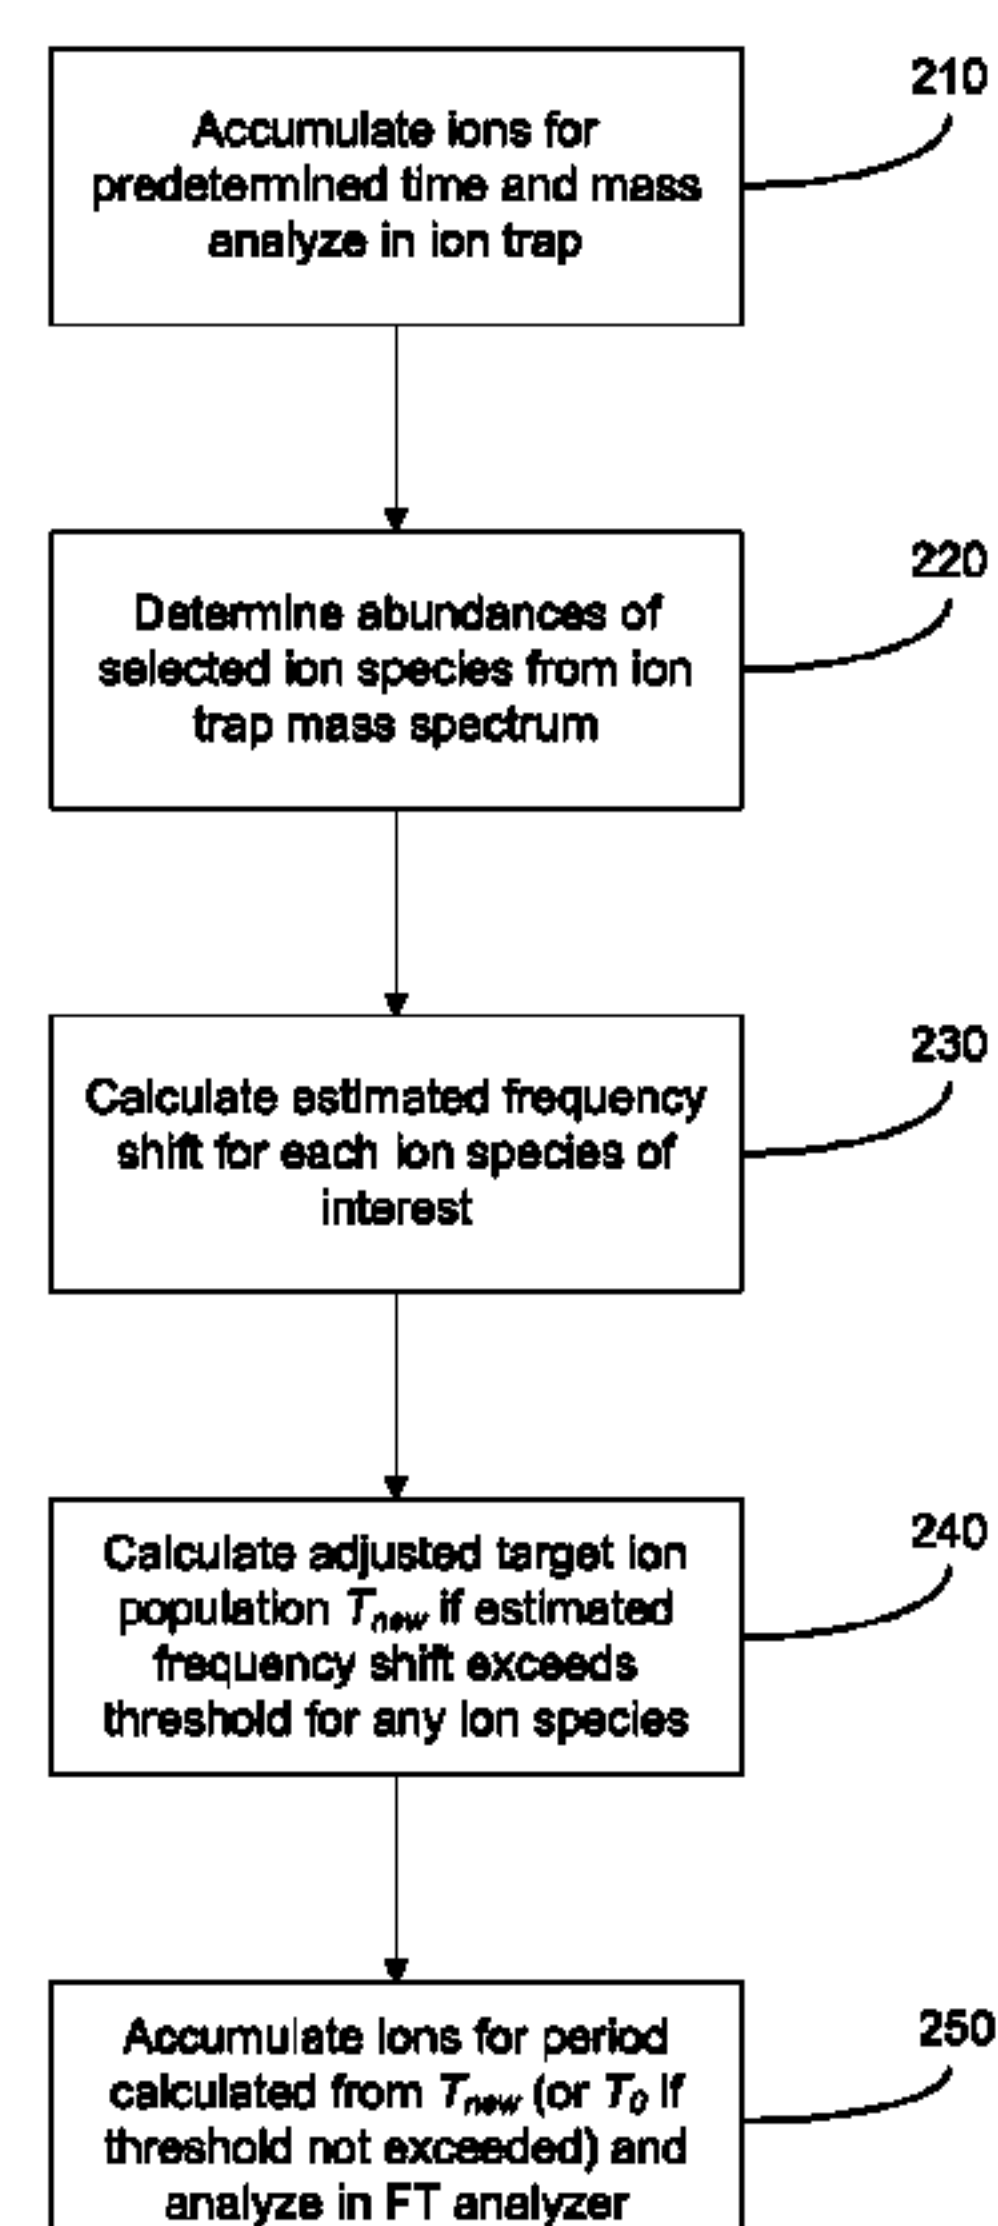 210
Accumulate ions for
predetermined time and mass
analyze in ion trap
220
Determine abundances of
selected ion species from ion
trap mass spectrum
230
Calculate estimated frequency
shift for each ion species of
interest
240
Calculate adjusted target ion
population Tnew if estimated
frequency shift exceeds
threshold for any ion species
250
Accumulate ions for period
calculated from Tnew (or T0 if
threshold not exceeded) and
analyze in FT analyzer